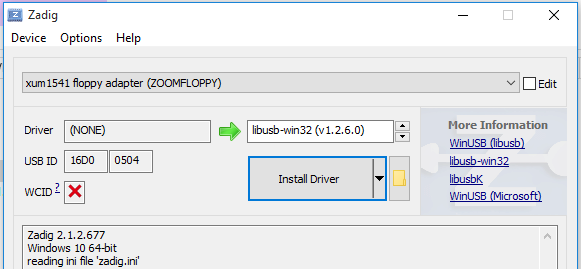 Zadig
Device Options Help
xum1541 floppy adapter (ZOOMFLOPPY)
Edit
Driver (NONE) libusb-win32 (v1.2.6.0)
More Information
WinUSB (libusb)
USB ID 16D0 0504
libusb-win32
Install Driver
libusbK
WCID ?
WinUSB (Microsoft)
Zadig 2.1.2.677
Windows 10 64-bit
reading ini file 'zadig.ini'